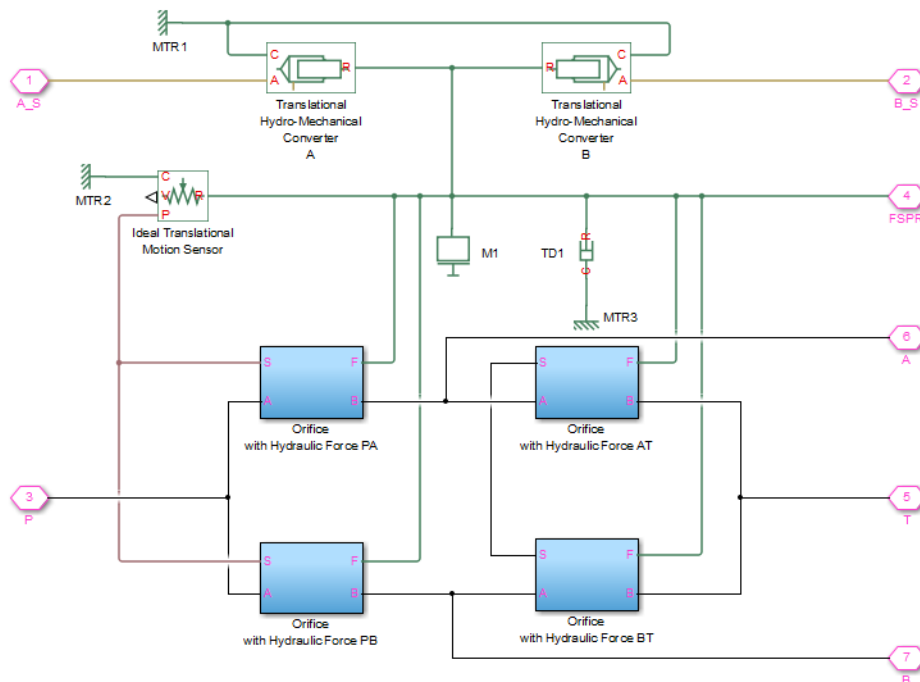 MTR1
C
A
R
Translational
Hydro-Mechanical
Converter
A
R
C
A
Translational
Hydro-Mechanical
Converter
B
1
A_S
2
B_S
MTR2
C
V
P
R
Ideal Translational
Motion Sensor
M1
TD1
R
C
MTR3
4
FSPR
6
A
S
F
A
B
Orifice
with Hydraulic Force PA
S
F
A
B
Orifice
with Hydraulic Force AT
3
P
5
T
S
F
A
B
Orifice
with Hydraulic Force PB
S
F
A
B
Orifice
with Hydraulic Force BT
7
B